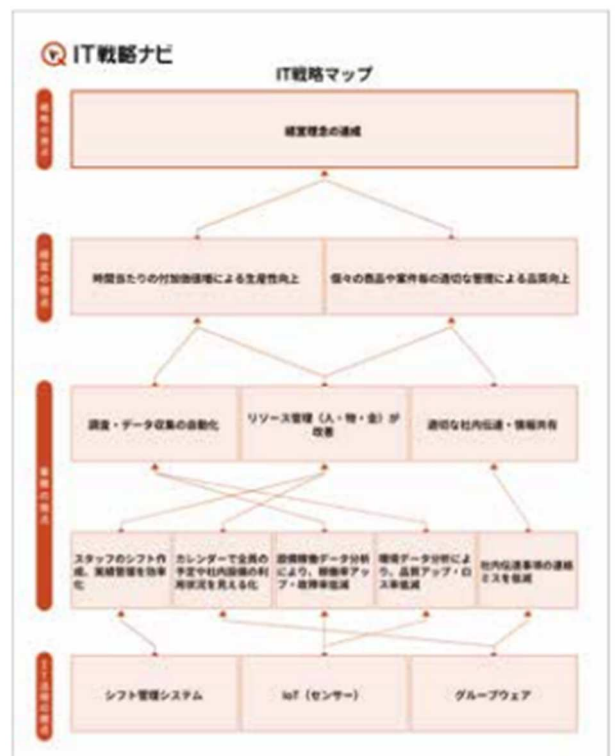 IT戦略ナビ
IT戦略マップ
経営理念の達成
時間当たりの付加価値増による生産性向上
個々の商品や案件毎の適切な管理による品質向上
調査・データ収集の自動化
リソース管理（人・物・金）が
改善
適切な社内伝達・情報共有
スタッフのシフト作
成、実績管理を効率
化
カレンダーで全員の
予定や社内設備の利
用状況を見える化
設備稼働データ分析
により、稼働率アッ
プ・故障率低減
環境データ分析によ
り、品質アップ・ロ
ス率低減
社内伝達事項の連絡
ミスを低減
シフト管理システム
IoT（センサー）
グループウェア